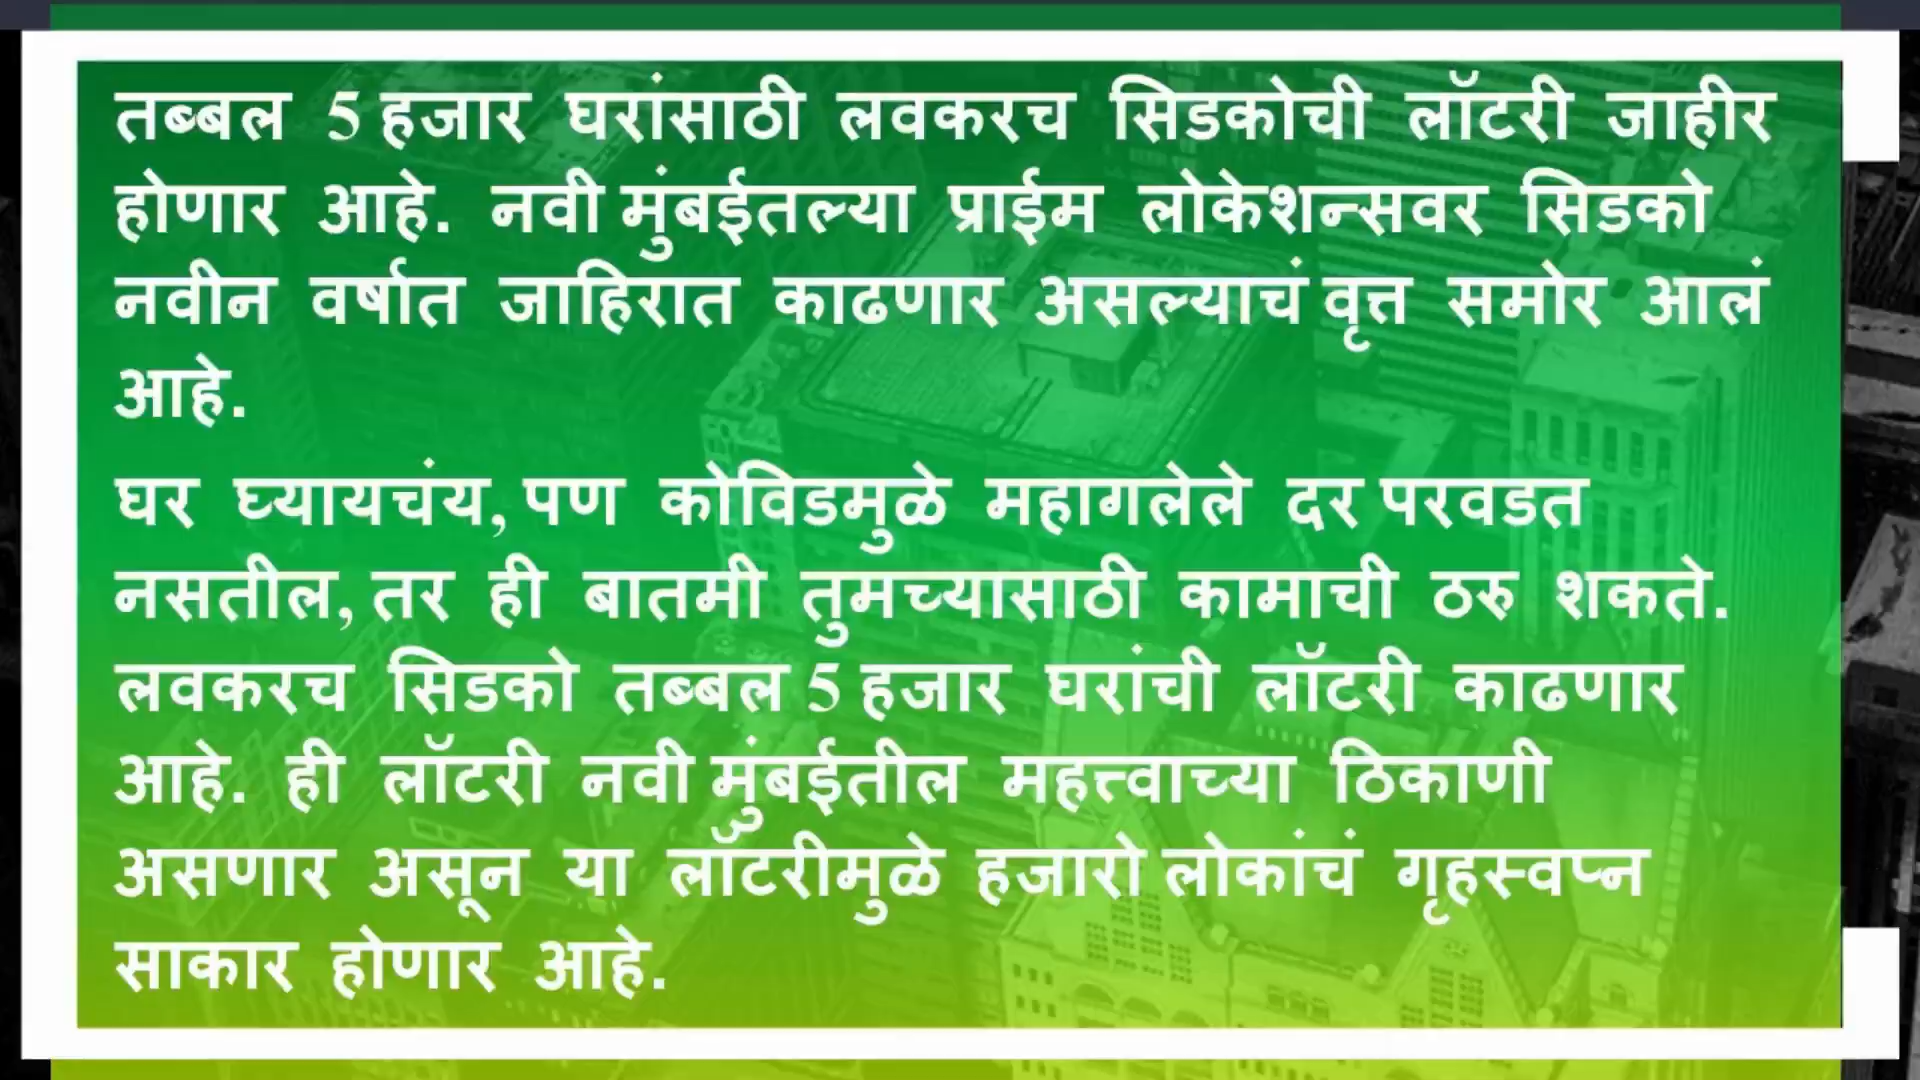 तब्बल 5 हजार घरांसाठी लवकरच सिडकोची लॉटरी जाहीर
होणार आहे. नवी मुंबईतल्या प्राईम लोकेशन्सवर सिडको
नवीन वर्षात जाहिरात काढणार असल्याचं वृत्त समोर आलं
आहे.
घर घ्यायचंय, पण कोविडमुळे महागलेले दर परवडत
नसतील, तर ही बातमी तुमच्यासाठी कामाची ठरु शकते.
लवकरच सिडको तब्बल 5 हजार घरांची लॉटरी काढणार
आहे. ही लॉटरी नवी मुंबईतील महत्त्वाच्या ठिकाणी
असणार असून या लॉटरीमुळे हजारो लोकांचं गृहस्वप्न
साकार होणार आहे.